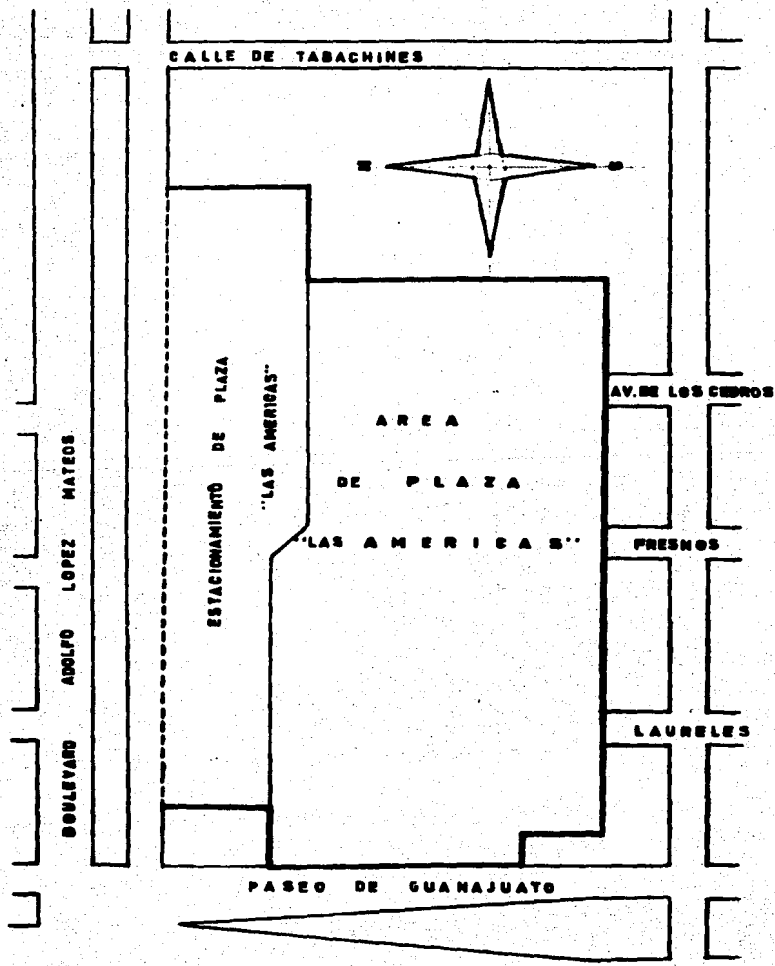 CALLE DE TABACHINES
N
S
ESTACIONAMIENTO DE PLAZA
"LAS AMERICAS"
AREA
DE PLAZA
"LAS AMERICAS"
AV. DE LOS CEDROS
FRESNOS
LAURELES
BOULEVARD ADOLFO LOPEZ MATEOS
PASEO DE GUANAJUATO